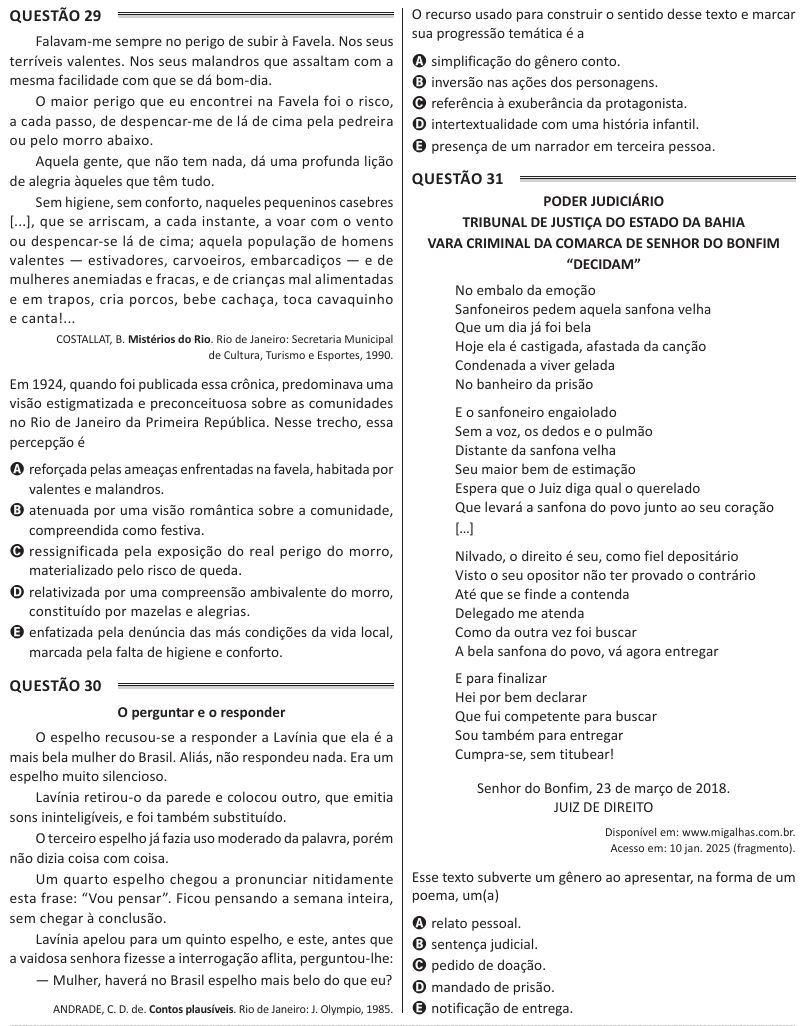 QUESTÃO 29
Falavam-me sempre no perigo de subir à Favela. Nos seus
terríveis valentes. Nos seus malandros que assaltam com a
mesma facilidade com que se dá bom-dia.
O maior perigo que eu encontrei na Favela foi o risco,
a cada passo, de despencar-me de lá de cima pela pedreira
ou pelo morro abaixo.
Aquela gente, que não tem nada, dá uma profunda lição
de alegria àqueles que têm tudo.
Sem higiene, sem conforto, naqueles pequeninos casebres
[...], que se arriscam, a cada instante, a voar com o vento
ou despencar-se lá de cima; aquela população de homens
valentes — estivadores, carvoeiros, embarcadiços — e de
mulheres anemiadas e fracas, e de crianças mal alimentadas
e em trapos, cria porcos, bebe cachaça, toca cavaquinho
e canta!...
COSTALLAT, B. Mistérios do Rio. Rio de Janeiro: Secretaria Municipal
de Cultura, Turismo e Esportes, 1990.
Em 1924, quando foi publicada essa crônica, predominava uma
visão estigmatizada e preconceituosa sobre as comunidades
no Rio de Janeiro da Primeira República. Nesse trecho, essa
percepção é
A reforçada pelas ameaças enfrentadas na favela, habitada por
valentes e malandros.
B atenuada por uma visão romântica sobre a comunidade,
compreendida como festiva.
C ressignificada pela exposição do real perigo do morro,
materializado pelo risco de queda.
D relativizada por uma compreensão ambivalente do morro,
constituído por mazelas e alegrias.
E enfatizada pela denúncia das más condições da vida local,
marcada pela falta de higiene e conforto.
QUESTÃO 30
O perguntar e o responder
O espelho recusou-se a responder a Lavínia que ela é a
mais bela mulher do Brasil. Aliás, não respondeu nada. Era um
espelho muito silencioso.
Lavínia retirou-o da parede e colocou outro, que emitia
sons ininteligíveis, e foi também substituído.
O terceiro espelho já fazia uso moderado da palavra, porém
não dizia coisa com coisa.
Um quarto espelho chegou a pronunciar nitidamente
esta frase: “Vou pensar”. Ficou pensando a semana inteira,
sem chegar à conclusão.
Lavínia apelou para um quinto espelho, e este, antes que
a vaidosa senhora fizesse a interrogação aflita, perguntou-lhe:
— Mulher, haverá no Brasil espelho mais belo do que eu?
ANDRADE, C. D. de. Contos plausíveis. Rio de Janeiro: J. Olympio, 1985.
O recurso usado para construir o sentido desse texto e marcar
sua progressão temática é a
A simplificação do gênero conto.
B inversão nas ações dos personagens.
C referência à exuberância da protagonista.
D intertextualidade com uma história infantil.
E presença de um narrador em terceira pessoa.
QUESTÃO 31
PODER JUDICIÁRIO
TRIBUNAL DE JUSTIÇA DO ESTADO DA BAHIA
VARA CRIMINAL DA COMARCA DE SENHOR DO BONFIM
“DECIDAM”
No embalo da emoção
Sanfoneiros pedem aquela sanfona velha
Que um dia já foi bela
Hoje ela é castigada, afastada da canção
Condenada a viver gelada
No banheiro da prisão
E o sanfoneiro engaiolado
Sem a voz, os dedos e o pulmão
Distante da sanfona velha
Seu maior bem de estimação
Espera que o Juiz diga qual o querelado
Que levará a sanfona do povo junto ao seu coração
[...]
Nilvado, o direito é seu, como fiel depositário
Visto o seu opositor não ter provado o contrário
Até que se finde a contenda
Delegado me atenda
Como da outra vez foi buscar
A bela sanfona do povo, vá agora entregar
E para finalizar
Hei por bem declarar
Que fui competente para buscar
Sou também para entregar
Cumpra-se, sem titubear!
Senhor do Bonfim, 23 de março de 2018.
JUIZ DE DIREITO
Disponível em: www.migalhas.com.br.
Acesso em: 10 jan. 2025 (fragmento).
Esse texto subverte um gênero ao apresentar, na forma de um
poema, um(a)
A relato pessoal.
B sentença judicial.
C pedido de doação.
D mandado de prisão.
E notificação de entrega.